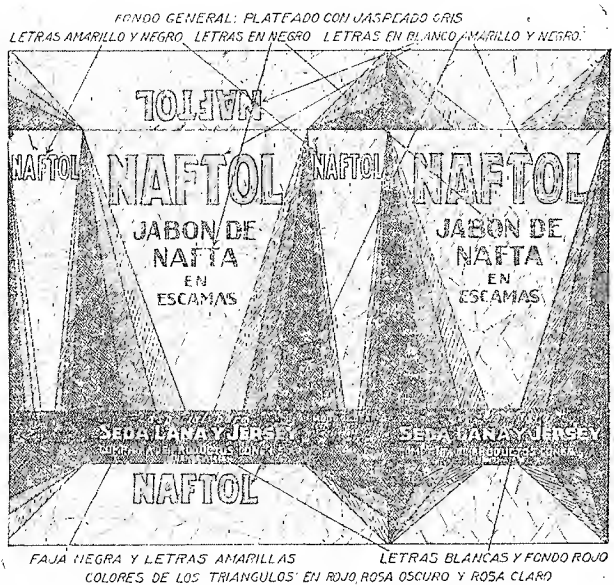 FONDO GENERAL: PLATEADO CON JASPEADO GRIS
LETRAS AMARILLO Y NEGRO LETRAS EN NEGRO LETRAS EN BLANCO AMARILLO Y NEGRO.
NAFTOL
NAFTOL NAFTOL NAFTOL NAFTOL
JABON DE JABON DE
NAFTA NAFTA
EN EN
ESCAMAS ESCAMAS
SEDA LANA Y JERSEY SEDA LANA Y JERSEY
NAFTOL
FAJA NEGRA Y LETRAS AMARILLAS LETRAS BLANCAS Y FONDO ROJO
COLORES DE LOS TRIANGULOS EN ROJO, ROSA OSCURO Y ROSA CLARO